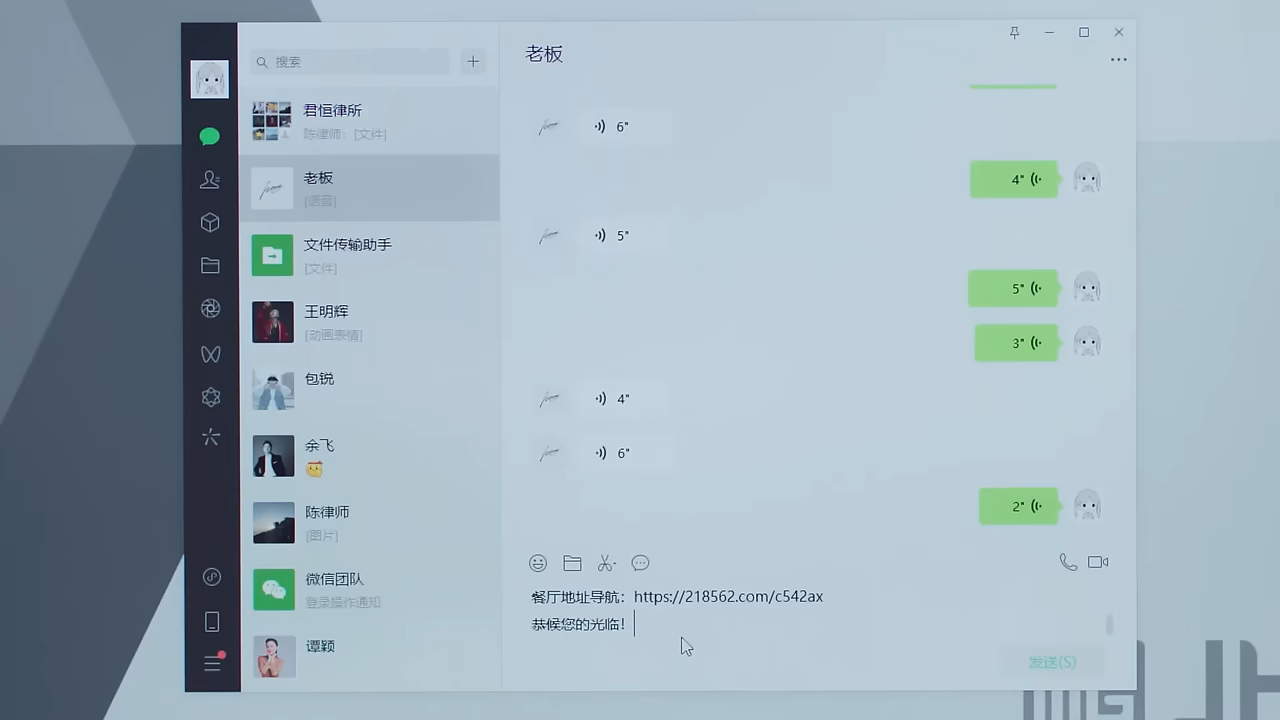 搜索
君恒律所
陈律师：[文件]
老板
[语音]
文件传输助手
[文件]
王明辉
[动画表情]
包锐
余飞
陈律师
[图片]
微信团队
登录操作通知
谭颖
老板
6"
4"
5"
5"
3"
4"
6"
2"
餐厅地址导航：https://218562.com/c542ax
恭候您的光临！
发送(S)